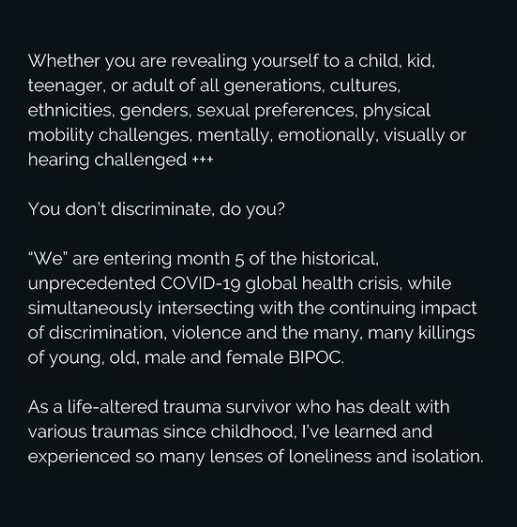 Whether you are revealing yourself to a child, kid,
teenager, or adult of all generations, cultures,
ethnicities, genders, sexual preferences, physical
mobility challenges, mentally, emotionally, visually or
hearing challenged +++
You don't discriminate, do you?
“We” are entering month 5 of the historical,
unprecedented COVID-19 global health crisis, while
simultaneously intersecting with the continuing impact
of discrimination, violence and the many, many killings
of young, old, male and female BIPOC.
As a life-altered trauma survivor who has dealt with
various traumas since childhood, I've learned and
experienced so many lenses of loneliness and isolation.